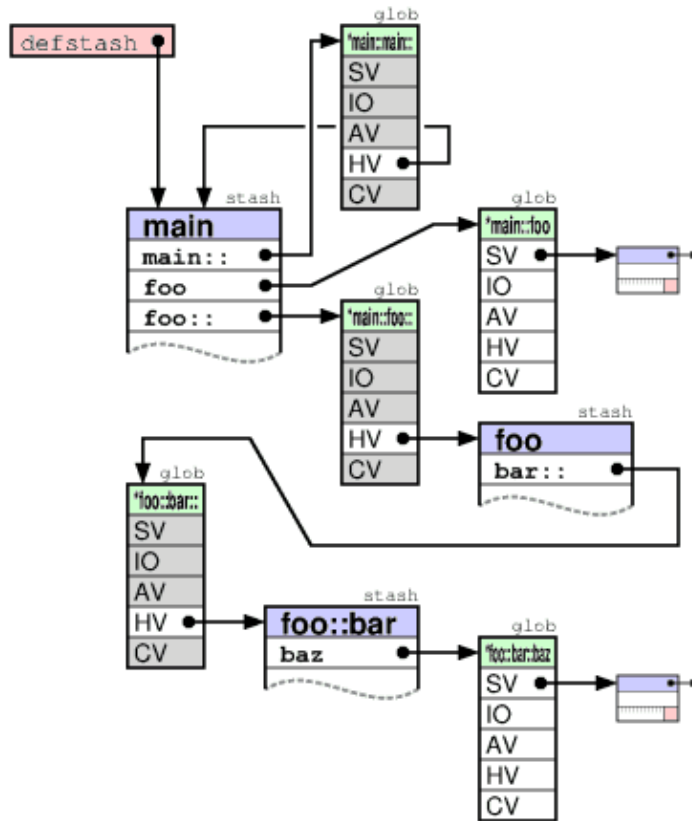 glob
defstash
*main::main::
SV
IO
AV
HV
CV
stash
main
main::
foo
foo::
glob
*main::foo
SV
IO
AV
HV
CV
glob
*main::foo::
SV
IO
AV
HV
CV
stash
foo
bar::
glob
*foo::bar::
SV
IO
AV
HV
CV
stash
foo::bar
baz
glob
*foo::bar::baz
SV
IO
AV
HV
CV